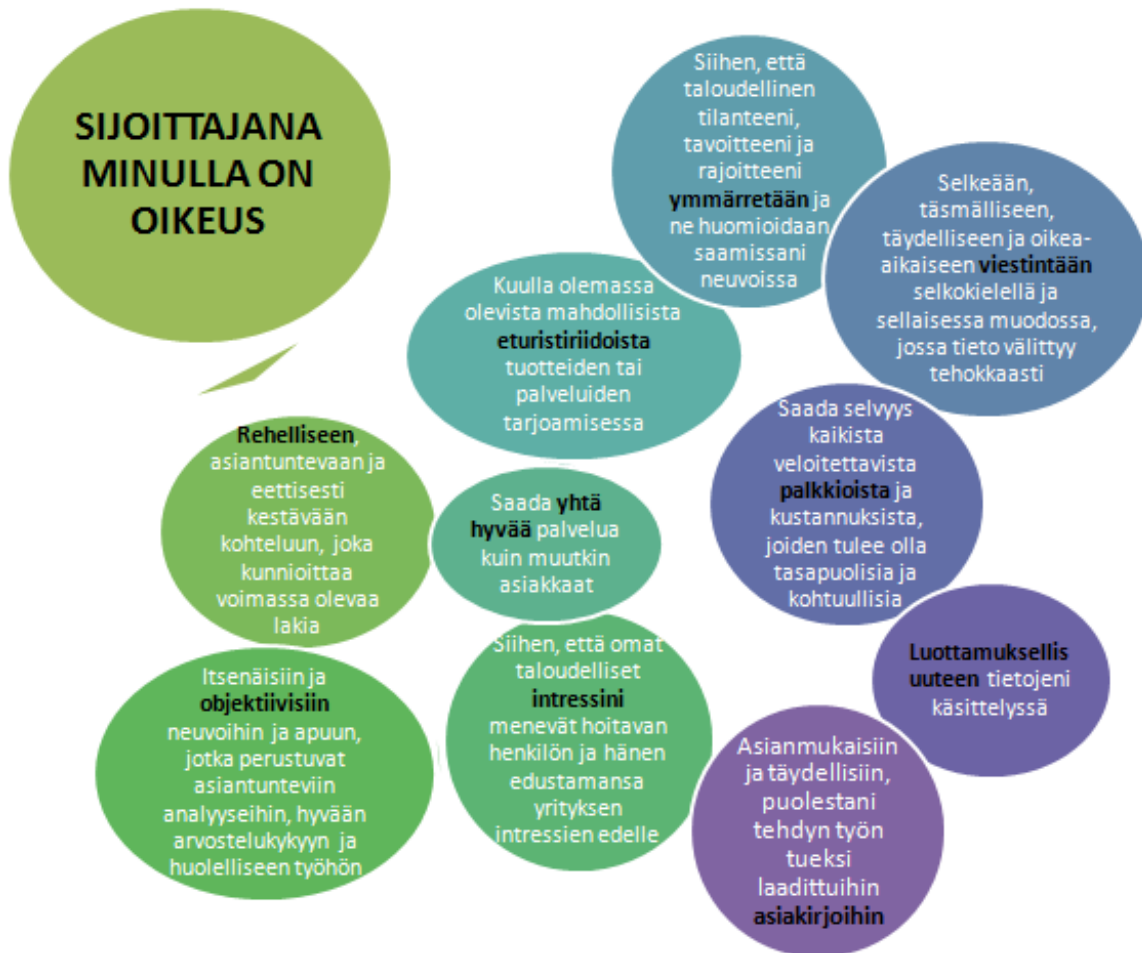 SIJOITTAJANA
MINULLA ON
OIKEUS
Rehelliseen,
asiantuntevaan ja
eettisesti
kestävään
kohteluun, joka
kunnioittaa
voimassa olevaa
lakia
Itsenäisiin ja
objektiivisiin
neuvoihin ja apuun,
jotka perustuvat
asiantunteviin
analyyseihin, hyvään
arvostelukykyyn ja
huolelliseen työhön
Siihen, että omat
taloudelliset
intressini
menevät hoitavan
henkilön ja hänen
edustamansa
yrityksen
intressien edelle
Saada yhtä
hyvää palvelua
kuin muutkin
asiakkaat
Kuulla olemassa
olevista mahdollisista
eturistiriidoista
tuotteiden tai
palveluiden
tarjoamisessa
Siihen, että
taloudellinen
tilanteeni,
tavoitteeni ja
rajoitteeni
ymmärretään ja
ne huomioidaan
saamissani
neuvoissa
Selkeään,
täsmälliseen,
täydelliseen ja oikea-
aikaiseen viestintään
selkokielellä ja
sellaisessa muodossa,
jossa tieto välittyy
tehokkaasti
Saada selvyys
kaikista
veloitettavista
palkkioista ja
kustannuksista,
joiden tulee olla
tasapuolisia ja
kohtuullisia
Luottamuksellis
uuteen tietojeni
käsittelyssä
Asianmukaisiin
ja täydellisiin,
puolestani
tehdyn työn
tueksi
laadittuihin
asiakirjoihin